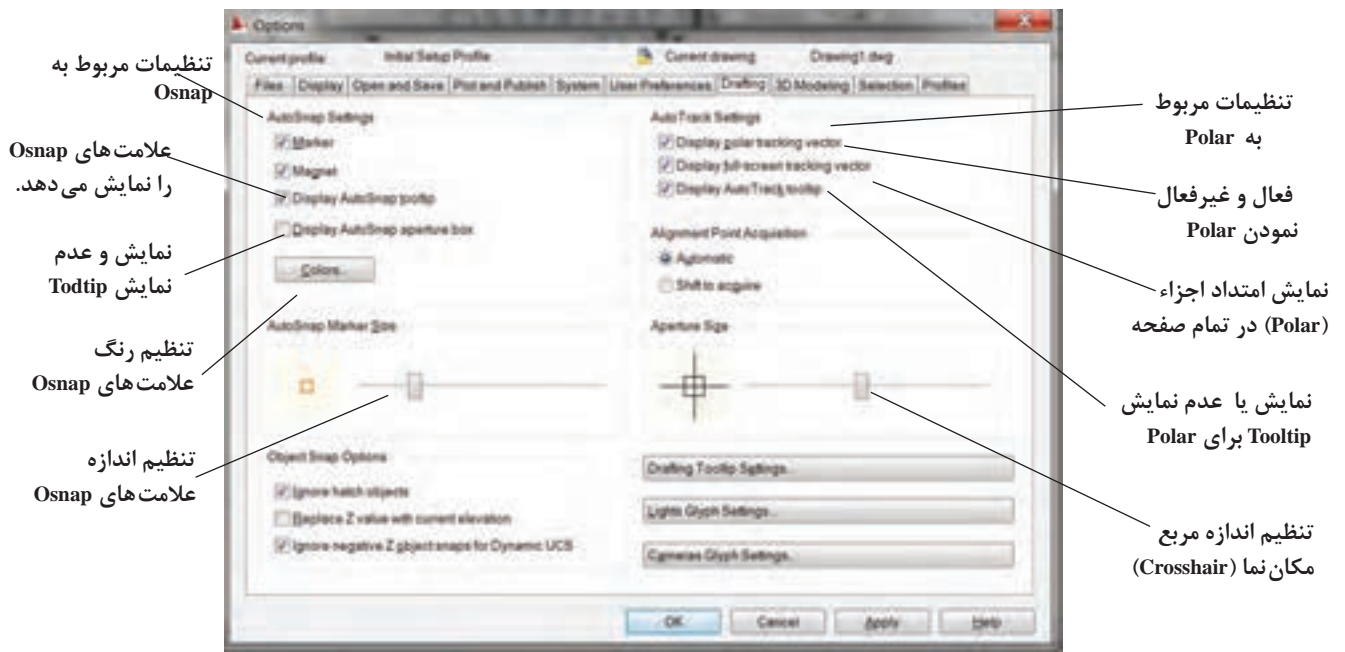 Options
Current profile: Initial Setup Profile Current drawing: Drawing1.dwg
Files Display Open and Save Plot and Publish System User Preferences Drafting 3D Modeling Selection Profiles
AutoSnap Settings
Marker
Magnet
Display AutoSnap tooltip
Display AutoSnap aperture box
Colors...
AutoSnap Marker Size
Object Snap Options
Ignore hatch objects
Replace Z value with current elevation
Ignore negative Z object snaps for Dynamic UCS
AutoTrack Settings
Display polar tracking vector
Display full-screen tracking vector
Display AutoTrack tooltip
Alignment Point Acquisition
Automatic
Shift to acquire
Aperture Size
Drafting Tooltip Settings...
Lights Glyph Settings...
Cameras Glyph Settings...
OK Cancel Apply Help
تنظیمات مربوط به
Osnap
علامت‌های Osnap
را نمایش می‌دهد.
نمایش و عدم
نمایش Todtip
تنظیم رنگ
علامت‌های Osnap
تنظیم اندازه
علامت‌های Osnap
تنظیمات مربوط
به Polar
فعال و غیرفعال
نمودن Polar
نمایش امتداد اجزاء
(Polar) در تمام صفحه
نمایش یا عدم نمایش
Tooltip برای Polar
تنظیم اندازه مربع
مکان‌نما (Crosshair)